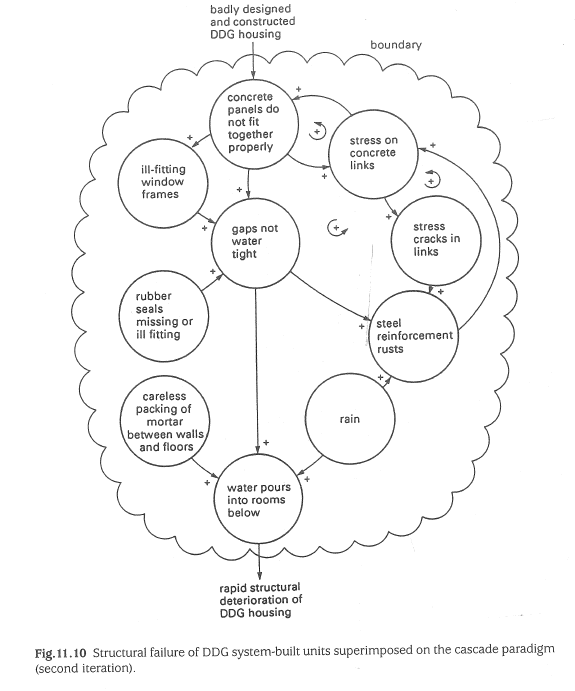 badly designed
and constructed
DDG housing
boundary
concrete
panels do
not fit
together
properly
stress on
concrete
links
ill-fitting
window
frames
gaps not
water
tight
stress
cracks in
links
rubber
seals
missing or
ill fitting
steel
reinforcement
rusts
careless
packing of
mortar
between walls
and floors
rain
water pours
into rooms
below
rapid structural
deterioration of
DDG housing
Fig.11.10 Structural failure of DDG system-built units superimposed on the cascade paradigm
(second iteration).